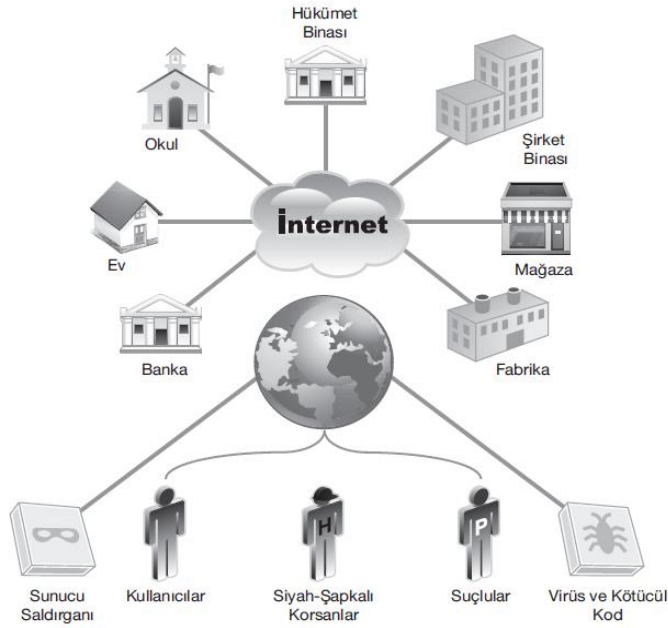 Hükümet
Binası
Okul
Şirket
Binası
İnternet
Ev
Mağaza
Banka
Fabrika
H
P
Sunucu
Saldırganı
Kullanıcılar
Siyah-Şapkalı
Korsanlar
Suçlular
Virüs ve Kötücül
Kod